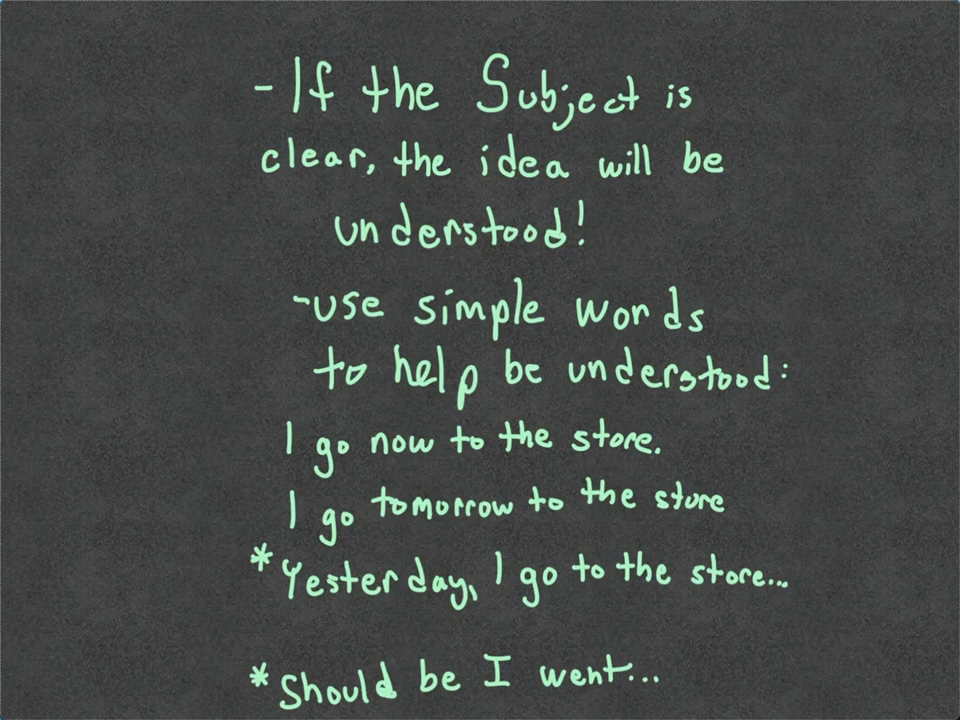 - If the Subject is
clear, the idea will be
understood!
- use simple words
to help be understood:
I go now to the store.
I go tomorrow to the store
* Yesterday, I go to the store...
* Should be I went...